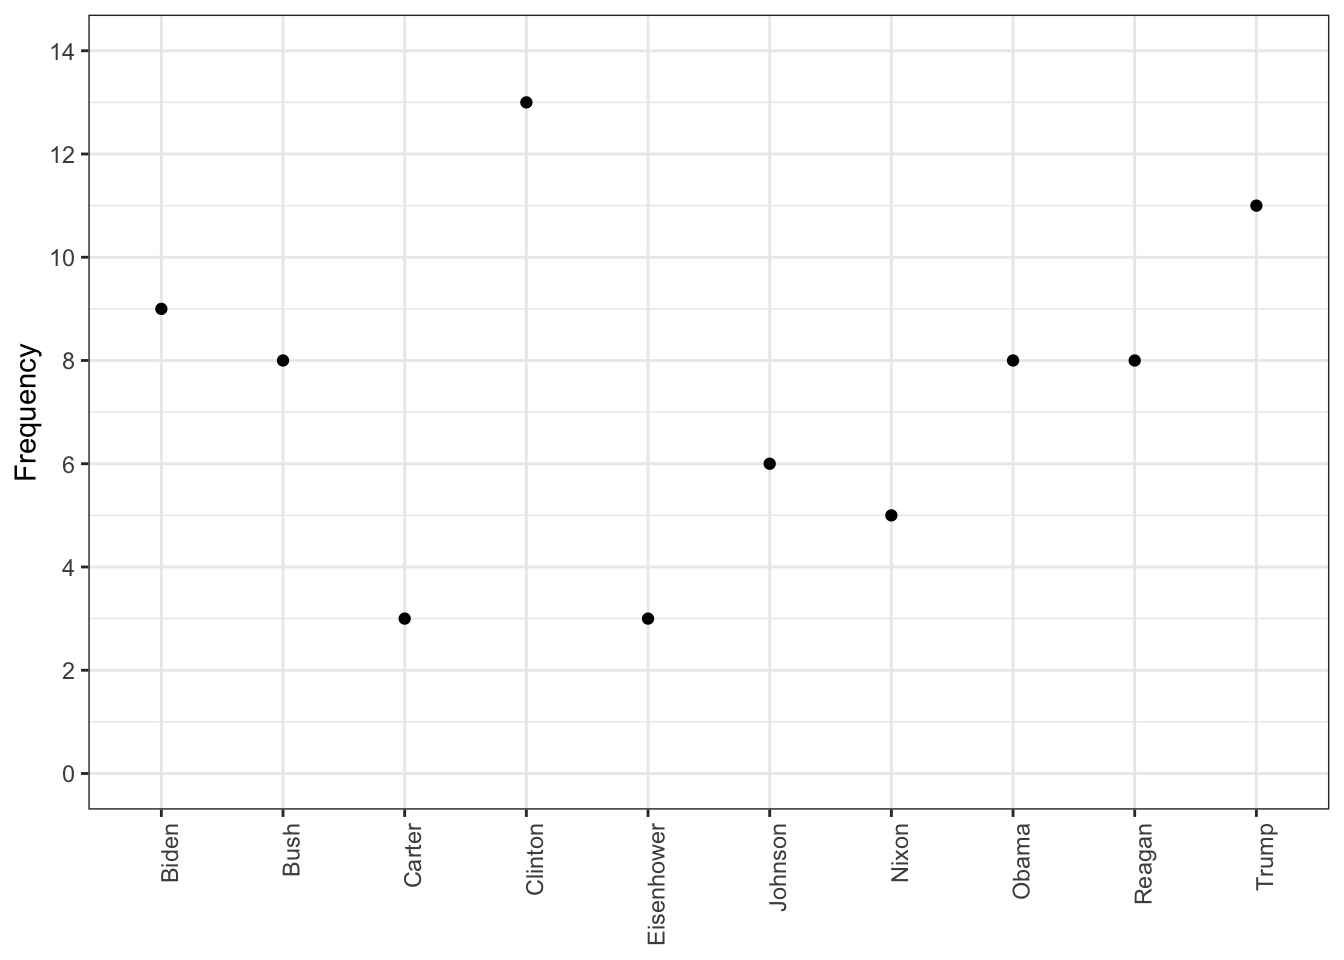 14
12
10
8
6
4
2
0
Frequency
Biden
Bush
Carter
Clinton
Eisenhower
Johnson
Nixon
Obama
Reagan
Trump